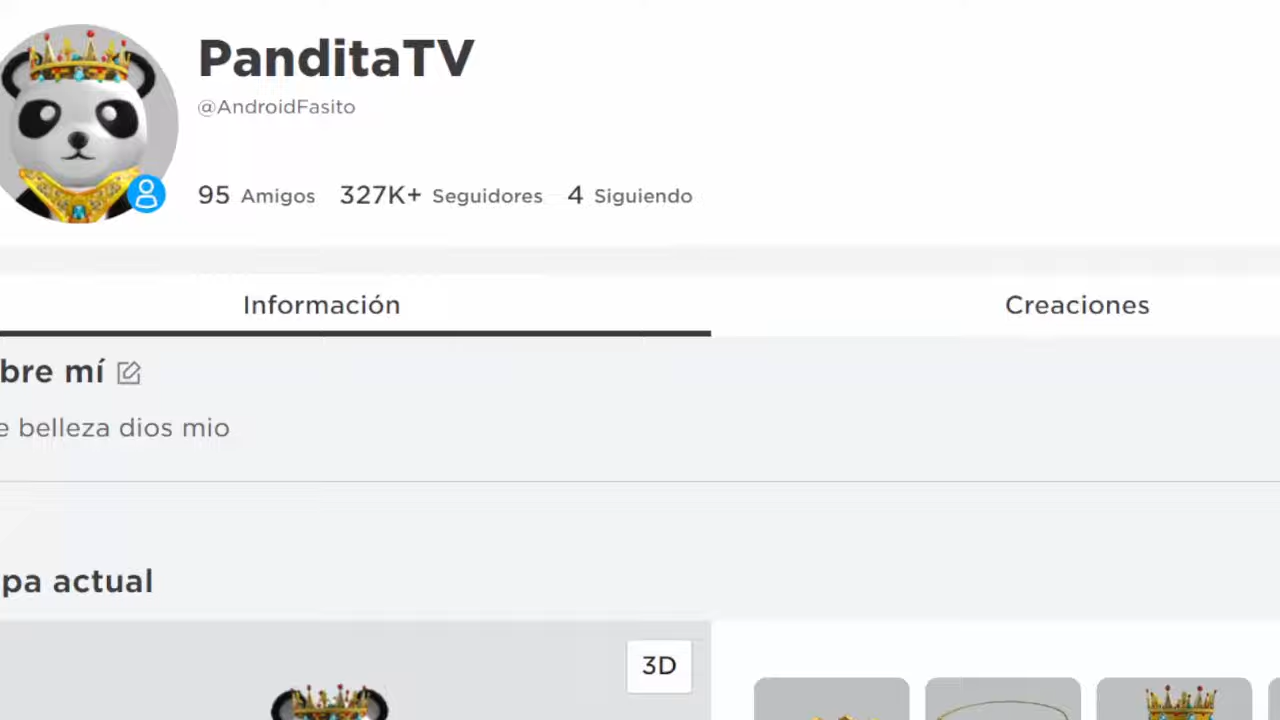 PanditaTV
@AndroidFasito
95 Amigos 327K+ Seguidores 4 Siguiendo
Información Creaciones
bre mí
e belleza dios mio
pa actual
3D